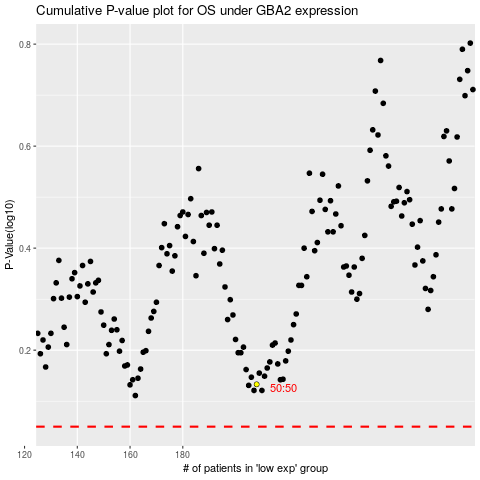 Cumulative P-value plot for OS under GBA2 expression
0.8
0.6
0.4
0.2
P-Value(log10)
50:50
120 140 160 180
# of patients in 'low exp' group